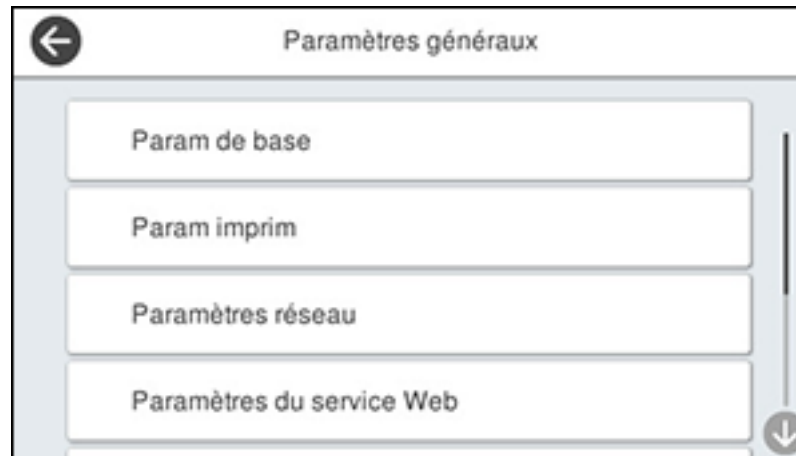 Paramètres généraux
Param de base
Param imprim
Paramètres réseau
Paramètres du service Web